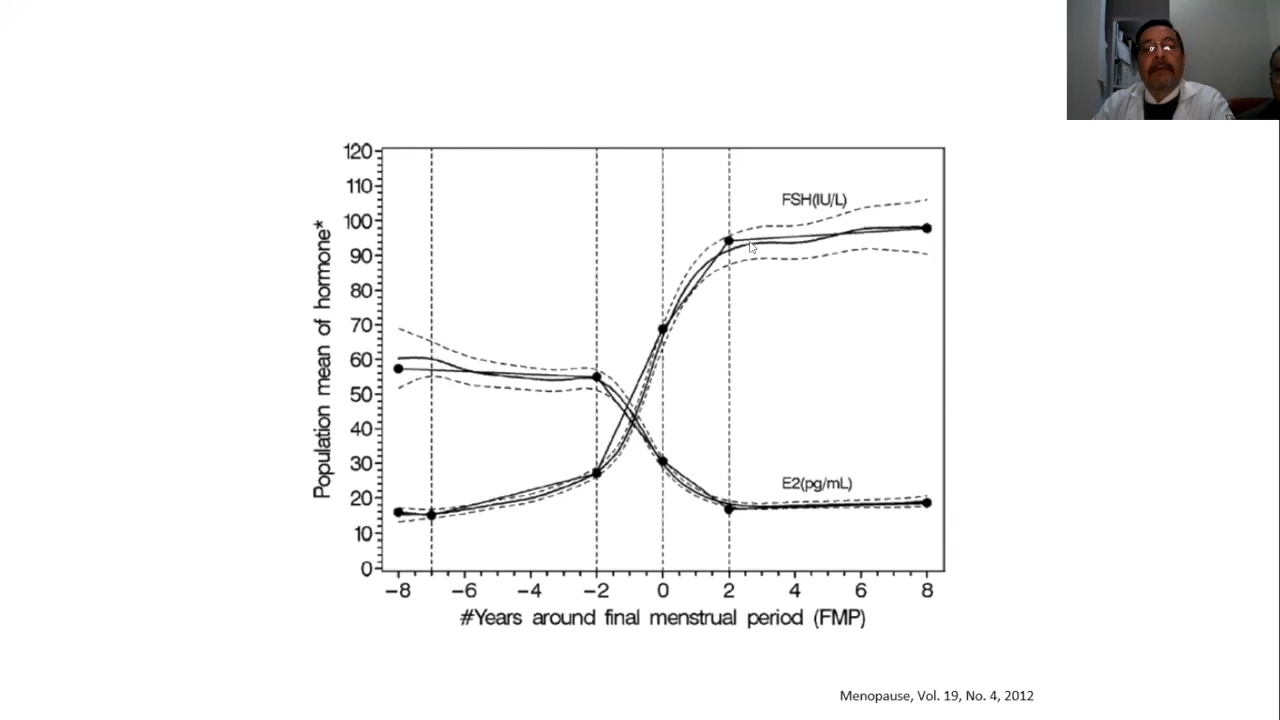 120
110
100
90
80
70
60
50
40
30
20
10
0
Population mean of hormone*
FSH(IU/L)
E2(pg/mL)
−8 −6 −4 −2 0 2 4 6 8
#Years around final menstrual period (FMP)
Menopause, Vol. 19, No. 4, 2012